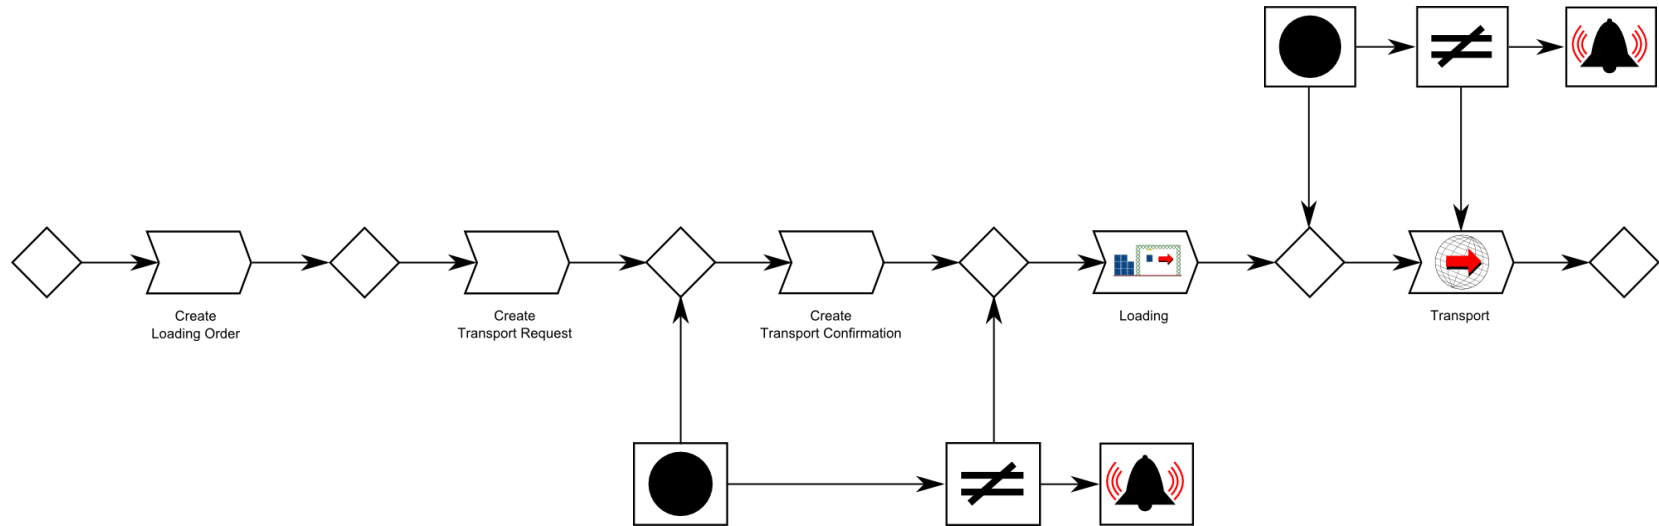 Create
Loading Order
Create
Transport Request
Create
Transport Confirmation
Loading
Transport